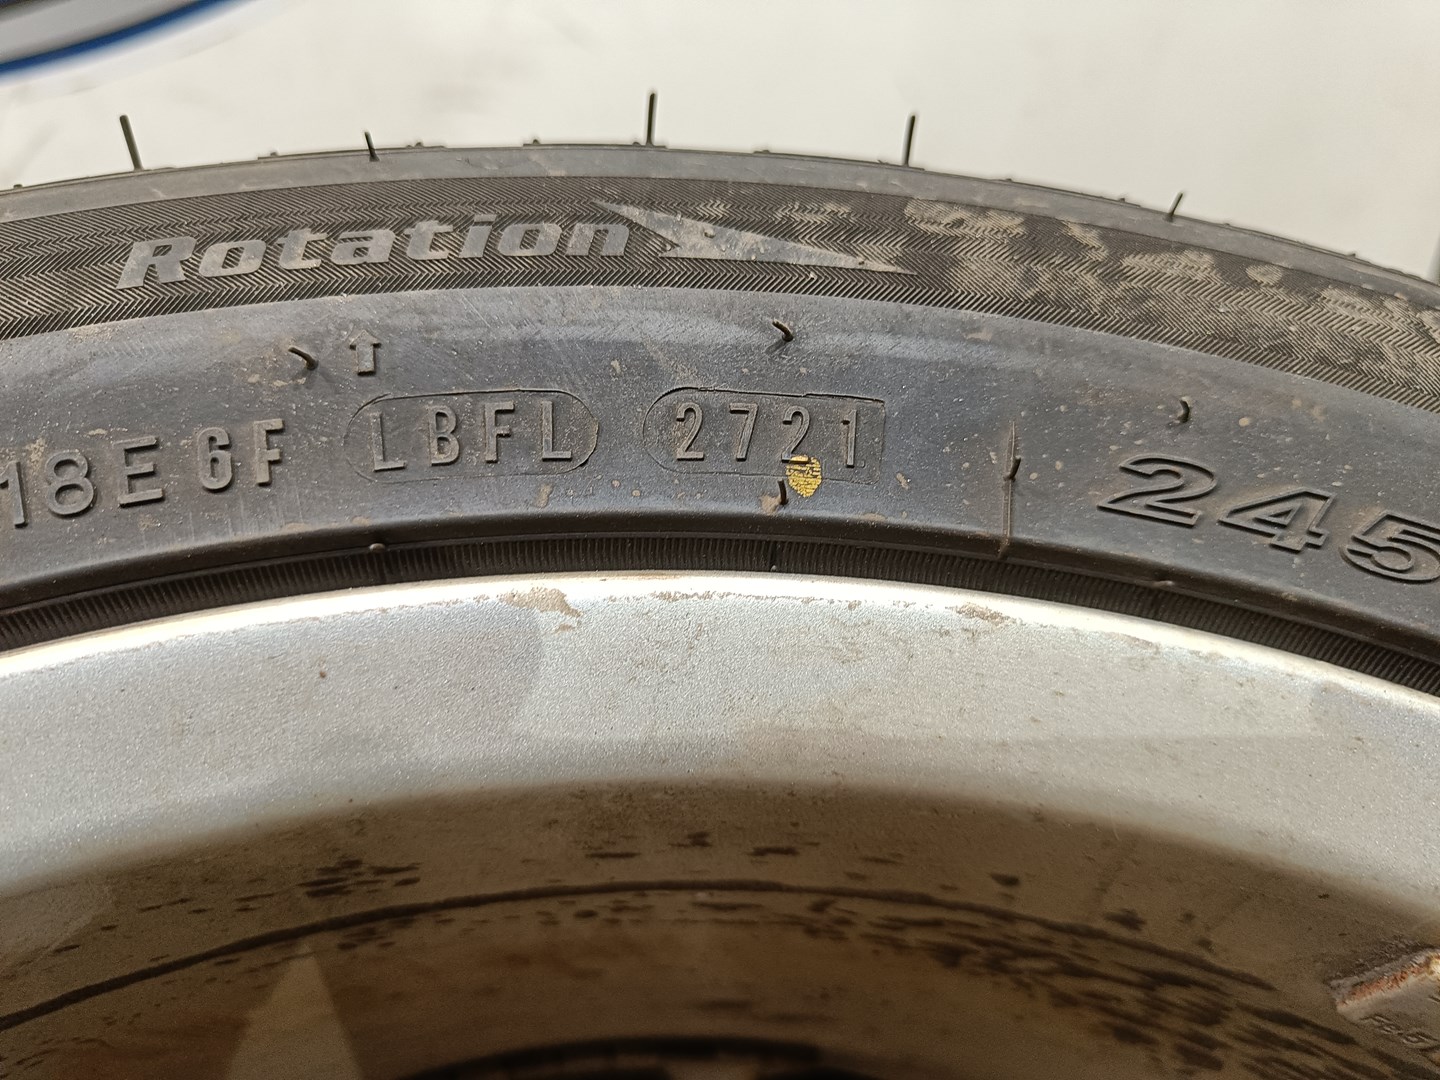 Rotation
18E 6F LBFL 2721 245